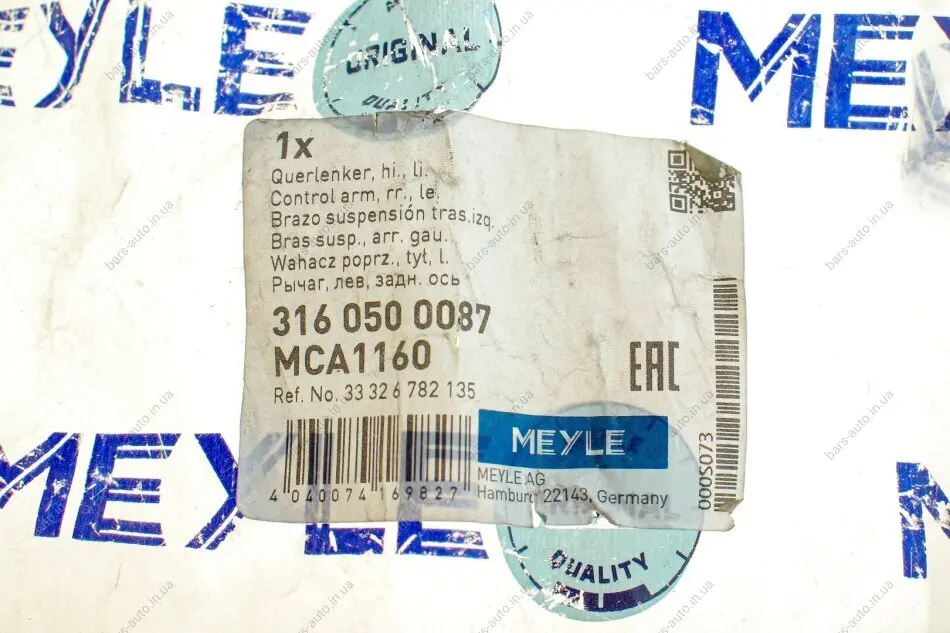 MEYLE
ORIGINAL
QUALITY
MEYLE
1x
Querlenker, hi., li.
Control arm, rr., le.
Brazo suspensión tras.izq.
Bras susp., arr. gau.
Wahacz poprz., tył, l.
Рычаг, лев, задн. ось
316 050 0087
MCA1160
EAC
Ref. No. 33 32 6 782 135
MEYLE
MEYLE AG
Hamburg 22143, Germany
4 040074 169827
000S073
MEYLE
MEYLE
QUALITY
bars-auto.in.ua